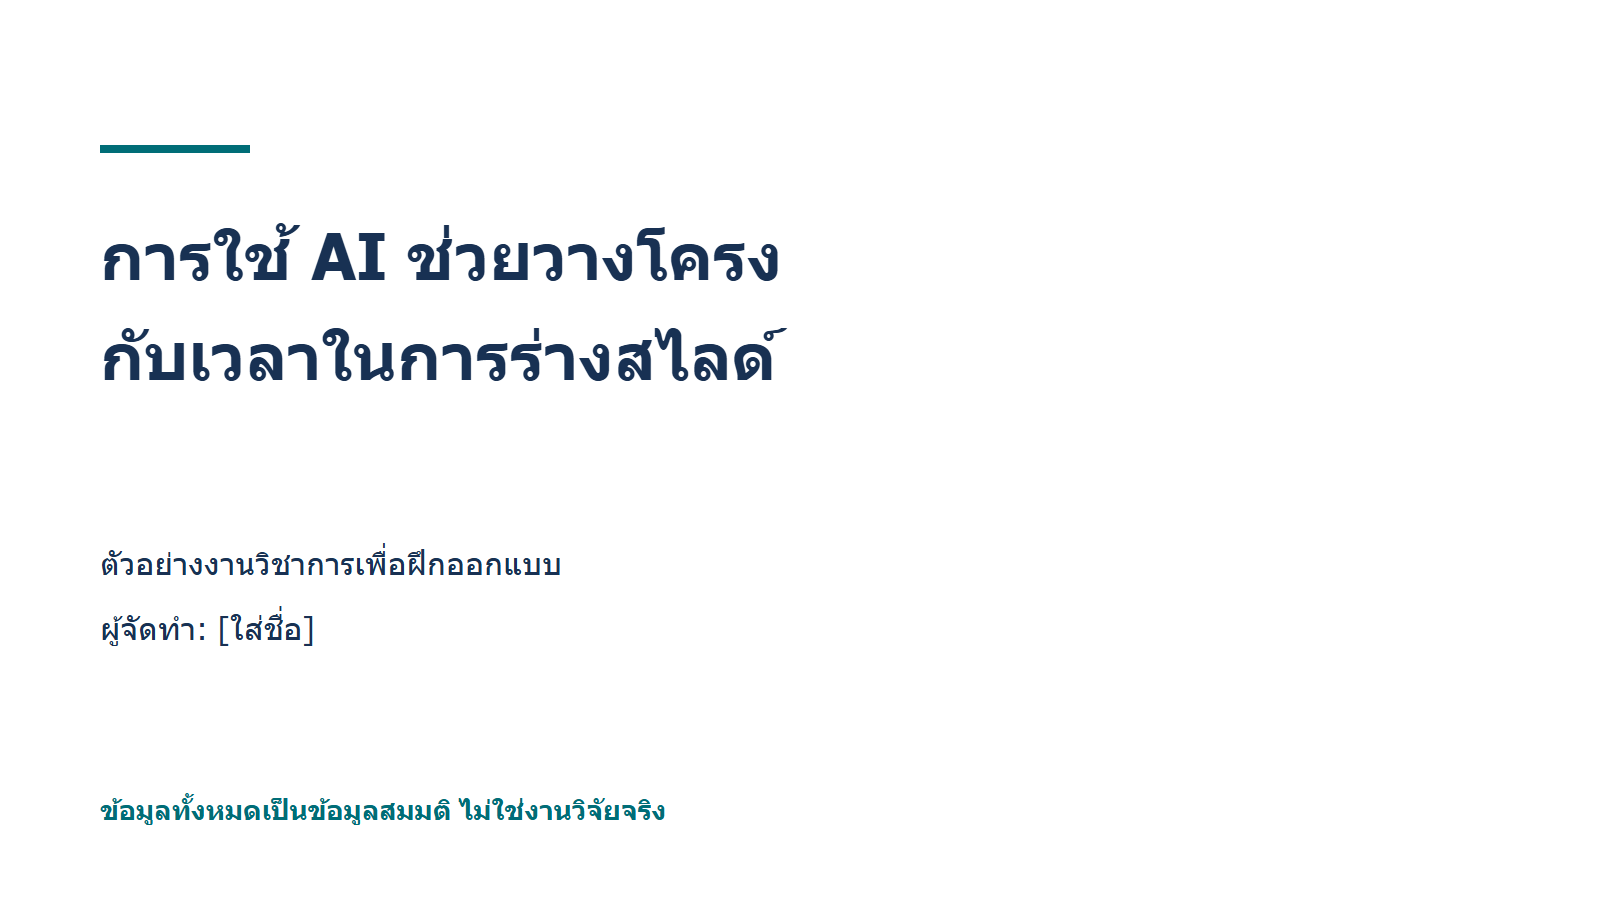 การใช้ AI ช่วยวางโครง
กับเวลาในการร่างสไลด์
ตัวอย่างงานวิชาการเพื่อฝึกออกแบบ
ผู้จัดทำ: [ใส่ชื่อ]
ข้อมูลทั้งหมดเป็นข้อมูลสมมติ ไม่ใช่งานวิจัยจริง